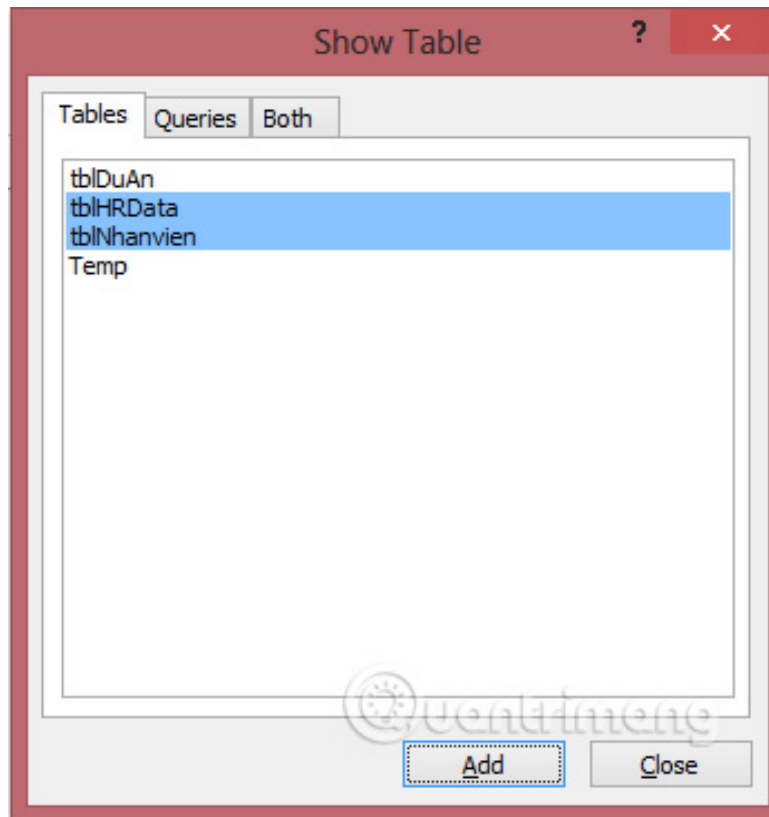 Show Table
?
×
Tables Queries Both
tblDuAn
tblHRData
tblNhanvien
Temp
Quantrimang
Add Close